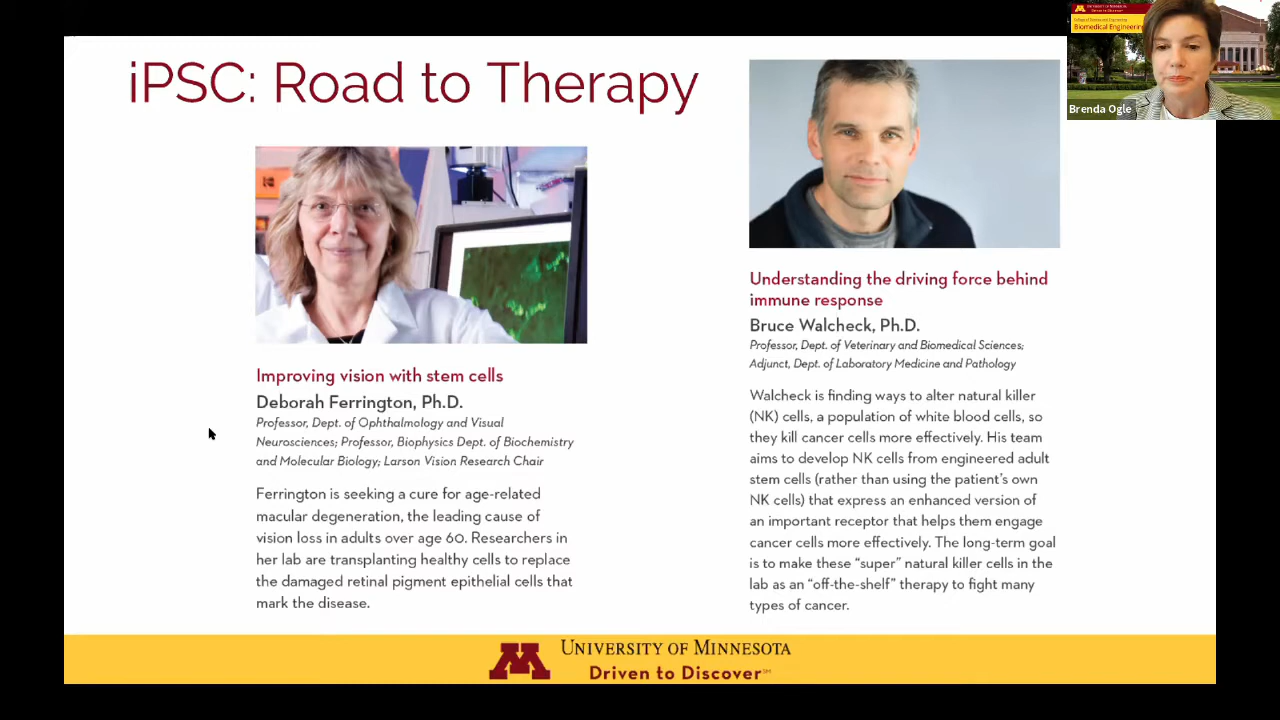 iPSC: Road to Therapy
UNIVERSITY OF MINNESOTA
Driven to Discover
Biomedical Engineering
Brenda Ogle
Improving vision with stem cells
Deborah Ferrington, Ph.D.
Professor, Dept. of Ophthalmology and Visual
Neurosciences; Professor, Biophysics Dept. of Biochemistry
and Molecular Biology; Larson Vision Research Chair
Ferrington is seeking a cure for age-related
macular degeneration, the leading cause of
vision loss in adults over age 60. Researchers in
her lab are transplanting healthy cells to replace
the damaged retinal pigment epithelial cells that
mark the disease.
Understanding the driving force behind
immune response
Bruce Walcheck, Ph.D.
Professor, Dept. of Veterinary and Biomedical Sciences;
Adjunct, Dept. of Laboratory Medicine and Pathology
Walcheck is finding ways to alter natural killer
(NK) cells, a population of white blood cells, so
they kill cancer cells more effectively. His team
aims to develop NK cells from engineered adult
stem cells (rather than using the patient's own
NK cells) that express an enhanced version of
an important receptor that helps them engage
cancer cells more effectively. The long-term goal
is to make these “super” natural killer cells in the
lab as an “off-the-shelf” therapy to fight many
types of cancer.
M
UNIVERSITY OF MINNESOTA
Driven to Discover℠